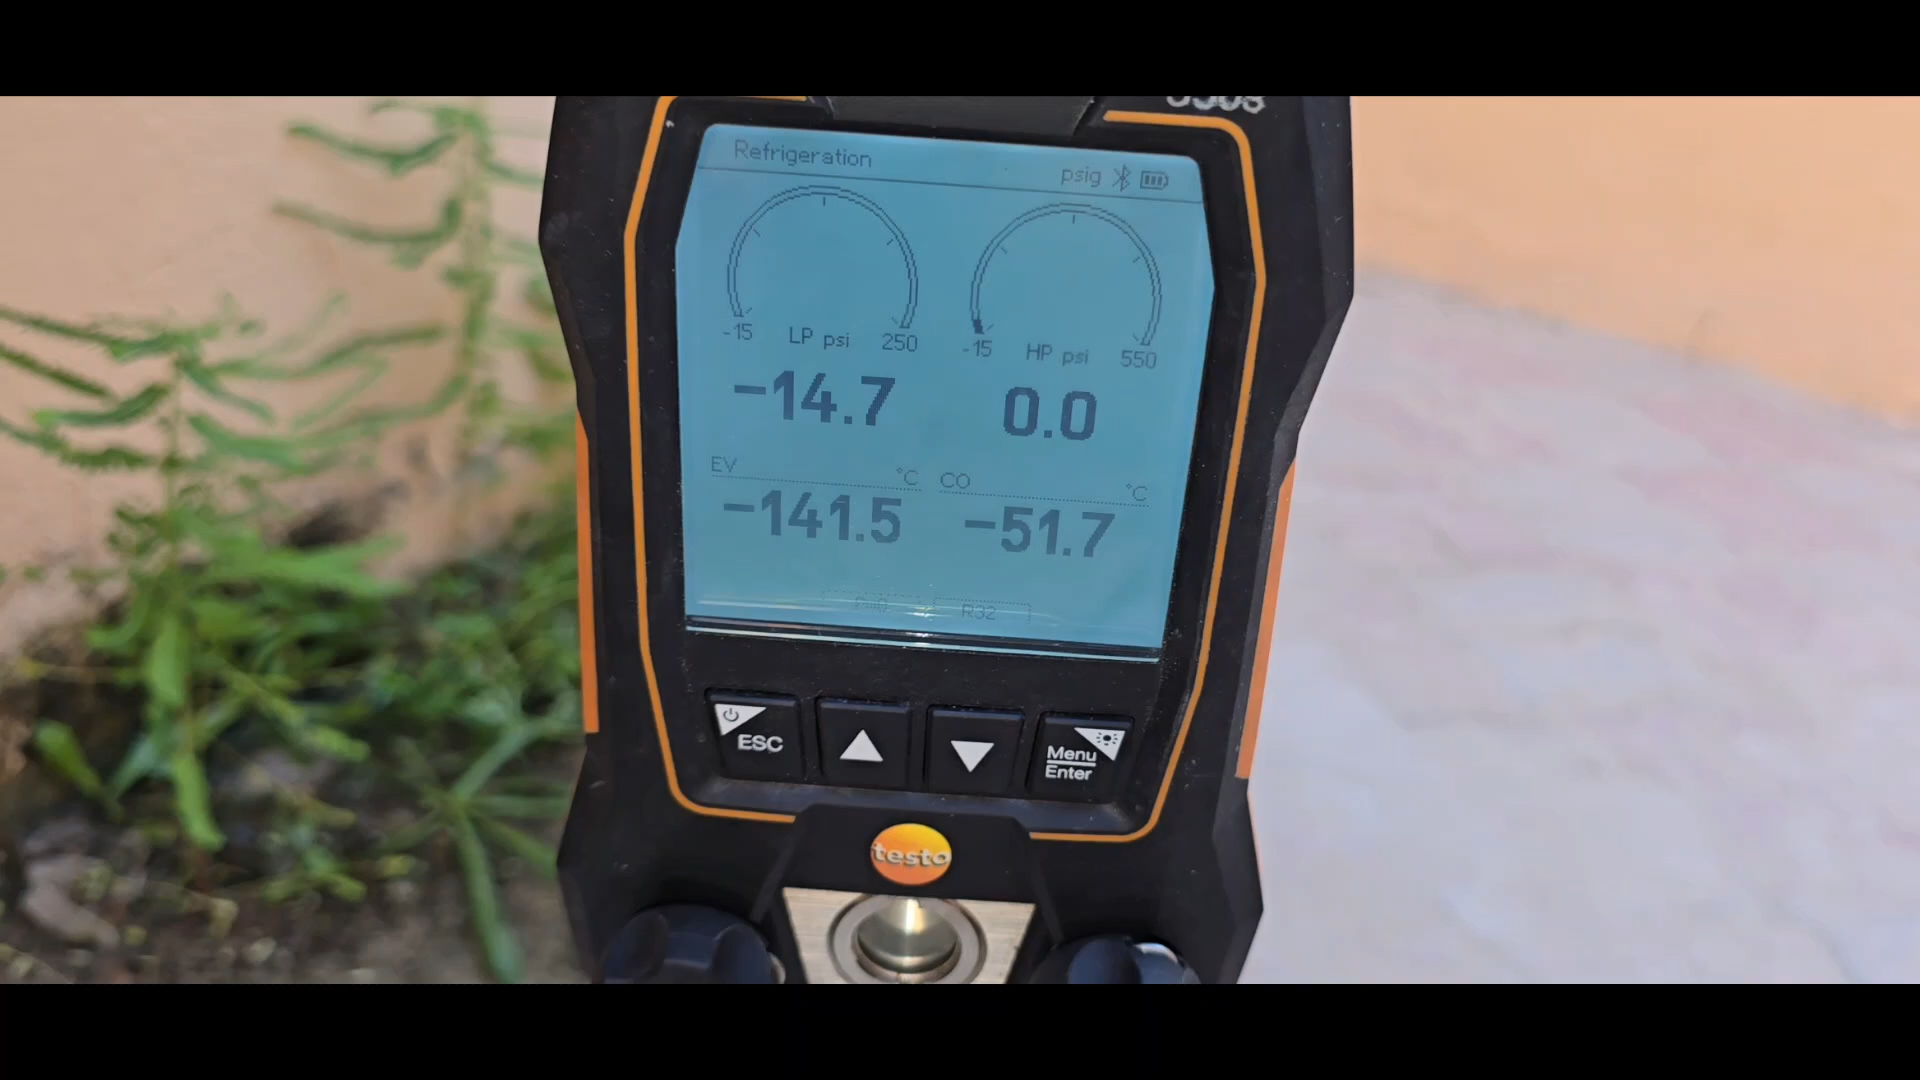 Refrigeration
psig
-15 LP psi 250
-15 HP psi 550
-14.7
0.0
EV °C
CO °C
-141.5
-51.7
P=0
R32
ESC
Menu
Enter
testo